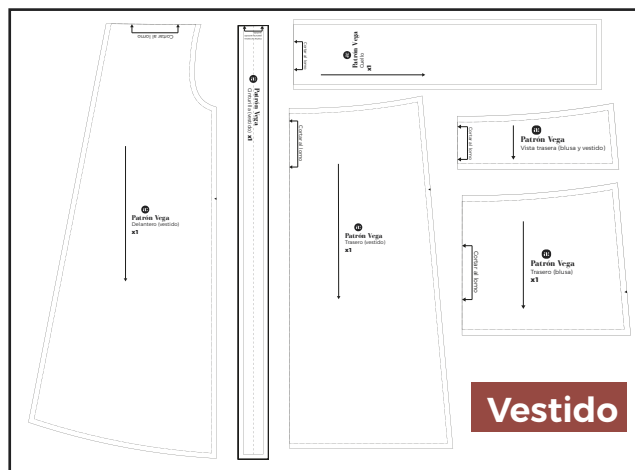 Cortar al lomo
Patrón Vega
Delantero (vestido)
x1
Patrón Vega
Cinturilla (vestido) x1
Cortar al lomo
Patrón Vega
Cuello
x1
Cortar al lomo
Patrón Vega
Trasero (vestido)
x1
Cortar al lomo
Patrón Vega
Vista trasera (blusa y vestido)
Cortar al lomo
Patrón Vega
Trasero (blusa)
x1
Vestido